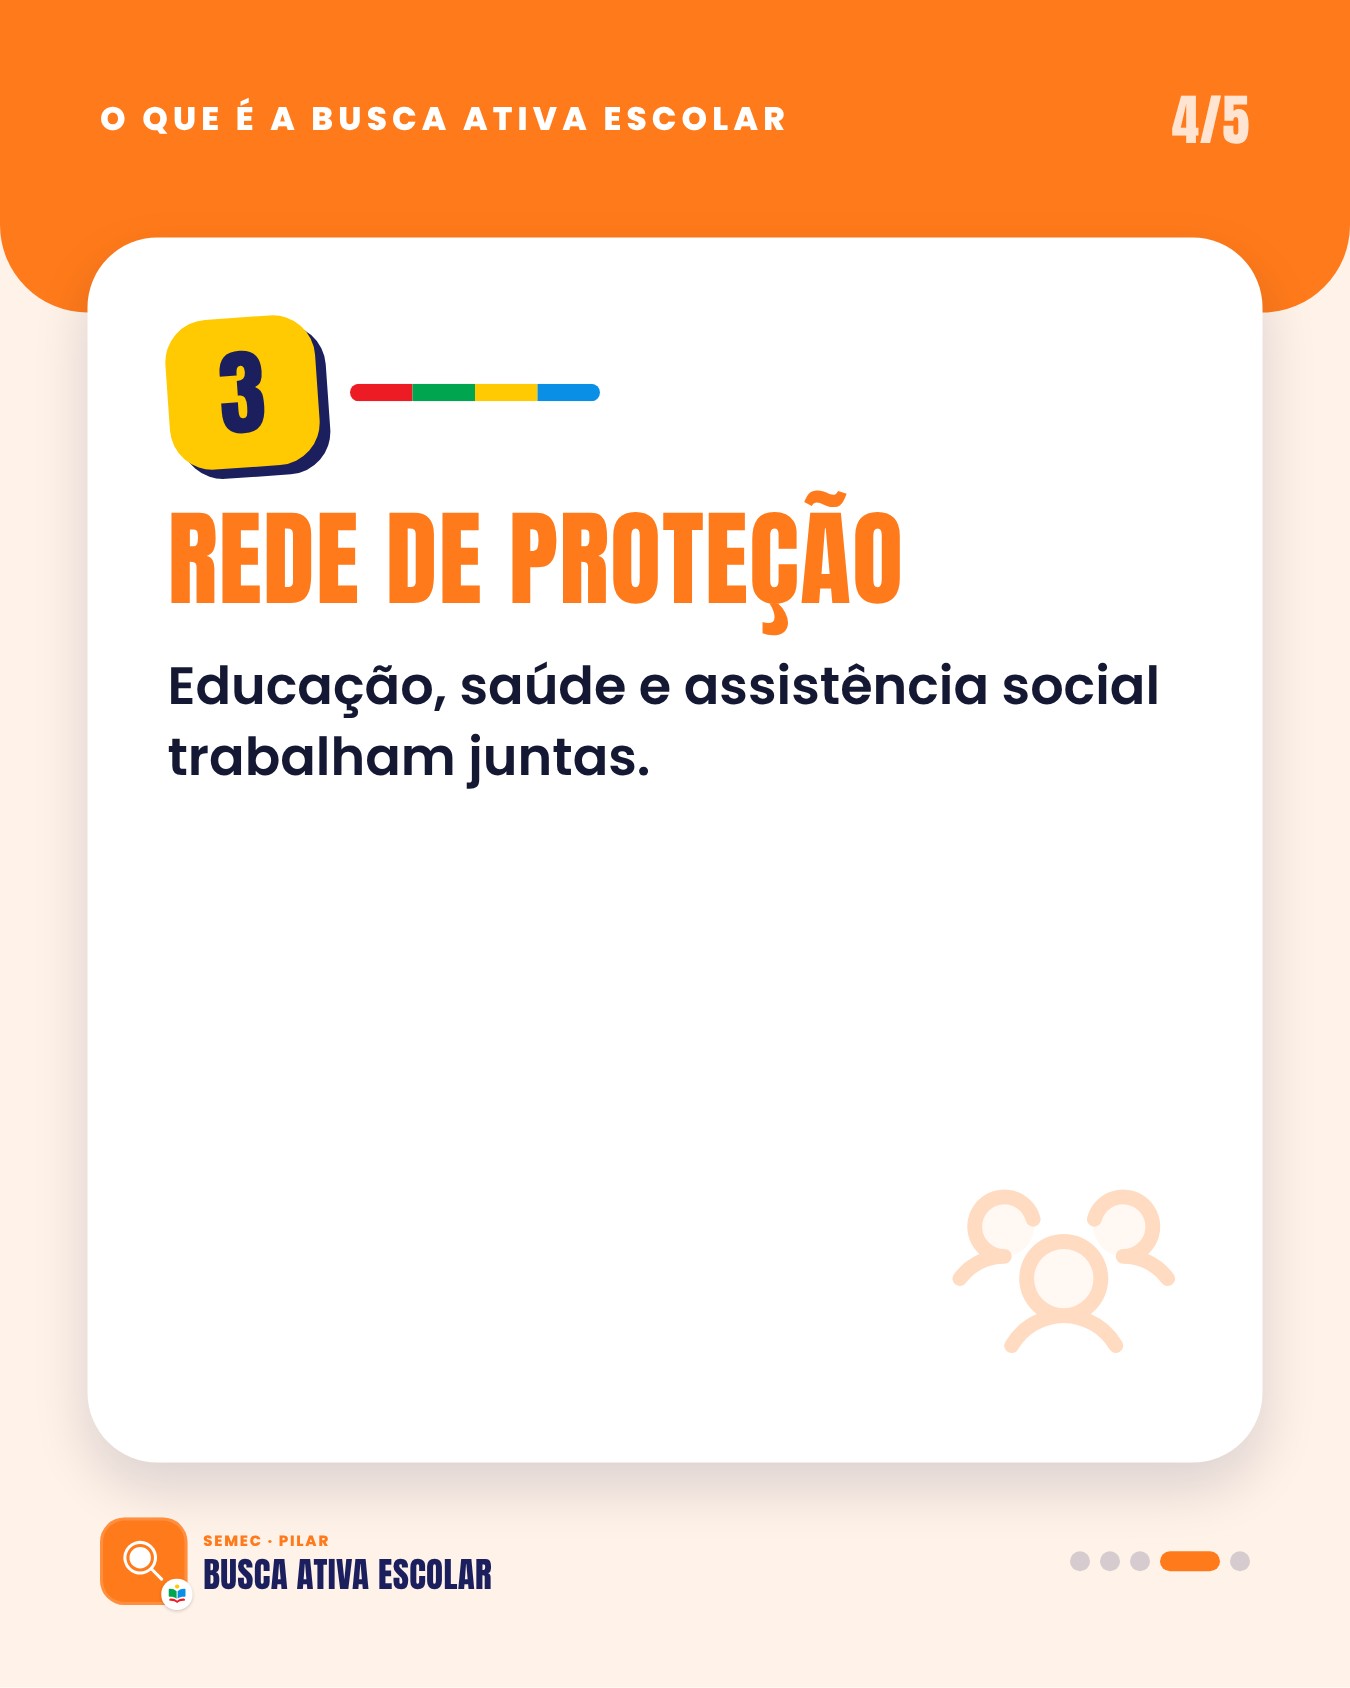 O QUE É A BUSCA ATIVA ESCOLAR
4/5
3
REDE DE PROTEÇÃO
Educação, saúde e assistência social
trabalham juntas.
SEMEC · PILAR
BUSCA ATIVA ESCOLAR